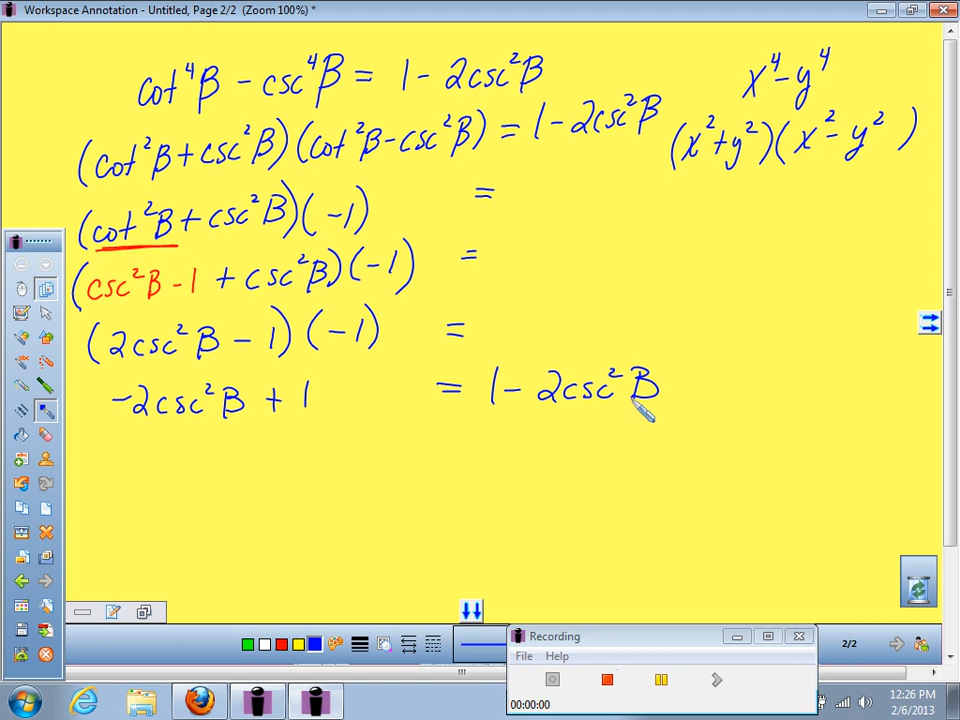 Workspace Annotation - Untitled, Page 2/2 (Zoom 100%) *
cot⁴β - csc⁴β = 1 - 2csc²β
x⁴ - y⁴
(cot²β + csc²β)(cot²β - csc²β) = 1 - 2csc²β
(x² + y²)(x² - y²)
(cot²β + csc²β)(-1) =
(csc²β - 1 + csc²β)(-1) =
(2csc²β - 1)(-1) =
-2csc²β + 1 = 1 - 2csc²β
Recording
File Help
00:00:00
2/2
12:26 PM
2/6/2013